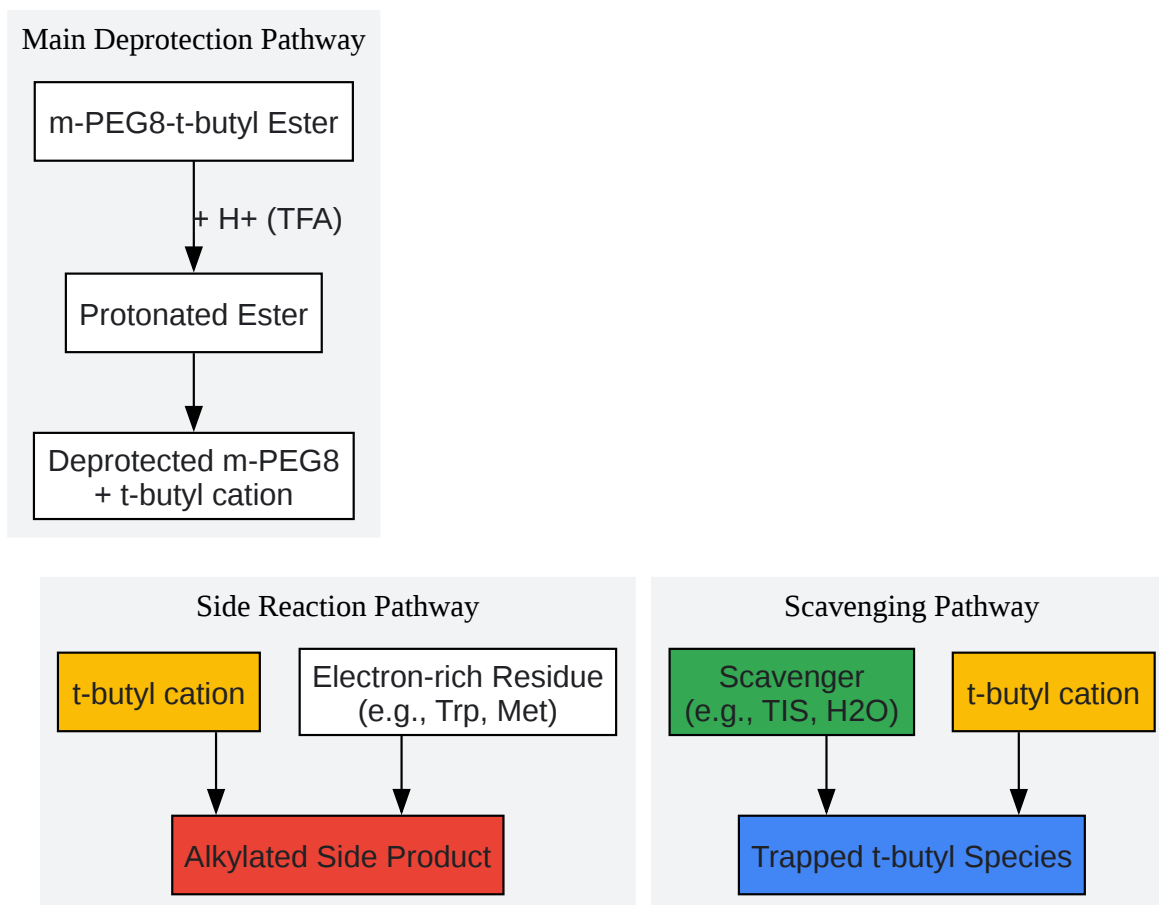 Main Deprotection Pathway
m-PEG8-t-butyl Ester
+ H+ (TFA)
Protonated Ester
Deprotected m-PEG8
+ t-butyl cation
Side Reaction Pathway
t-butyl cation
Electron-rich Residue
(e.g., Trp, Met)
Alkylated Side Product
Scavenging Pathway
Scavenger
(e.g., TIS, H2O)
t-butyl cation
Trapped t-butyl Species